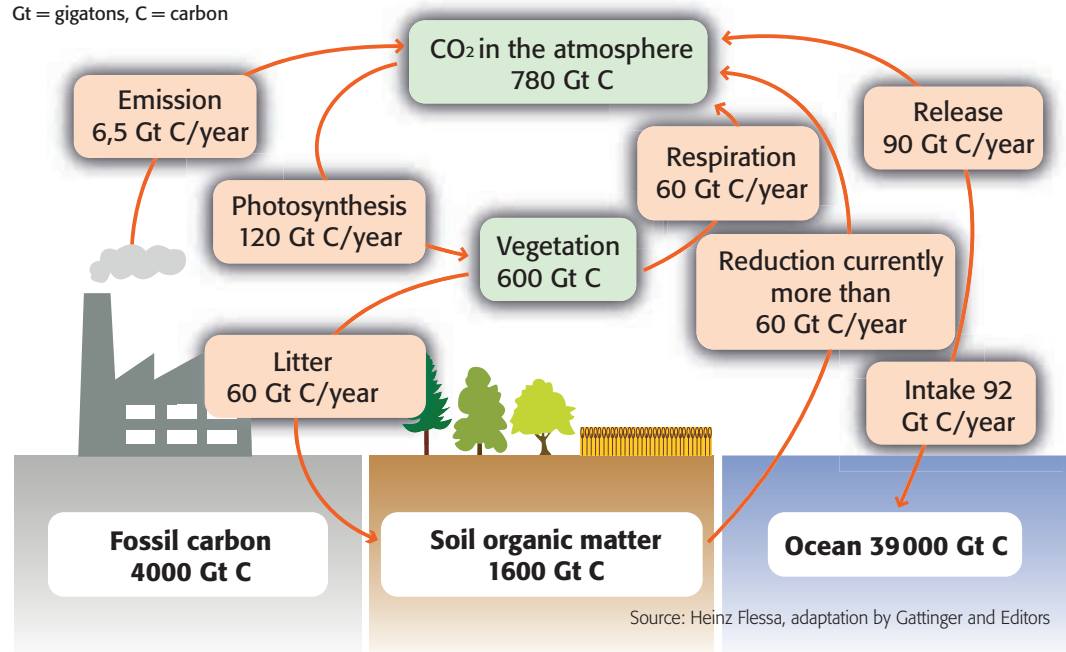 Gt = gigatons, C = carbon
CO₂ in the atmosphere
780 Gt C
Emission
6,5 Gt C/year
Release
90 Gt C/year
Respiration
60 Gt C/year
Photosynthesis
120 Gt C/year
Vegetation
600 Gt C
Reduction currently
more than
60 Gt C/year
Litter
60 Gt C/year
Intake 92
Gt C/year
Fossil carbon
4000 Gt C
Soil organic matter
1600 Gt C
Ocean 39 000 Gt C
Source: Heinz Flessa, adaptation by Gattinger and Editors